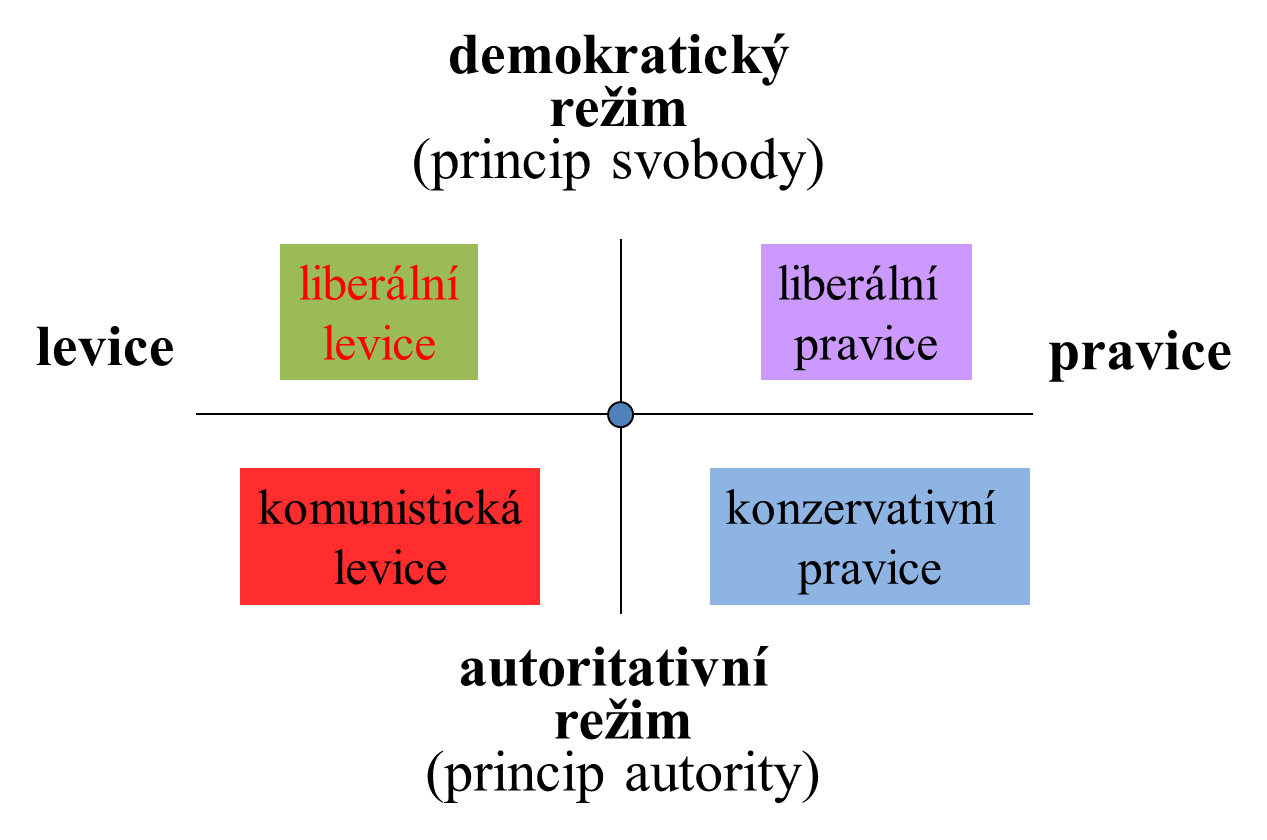 demokratický
režim
(princip svobody)
liberální
levice
liberální
pravice
levice
pravice
komunistická
levice
konzervativní
pravice
autoritativní
režim
(princip autority)